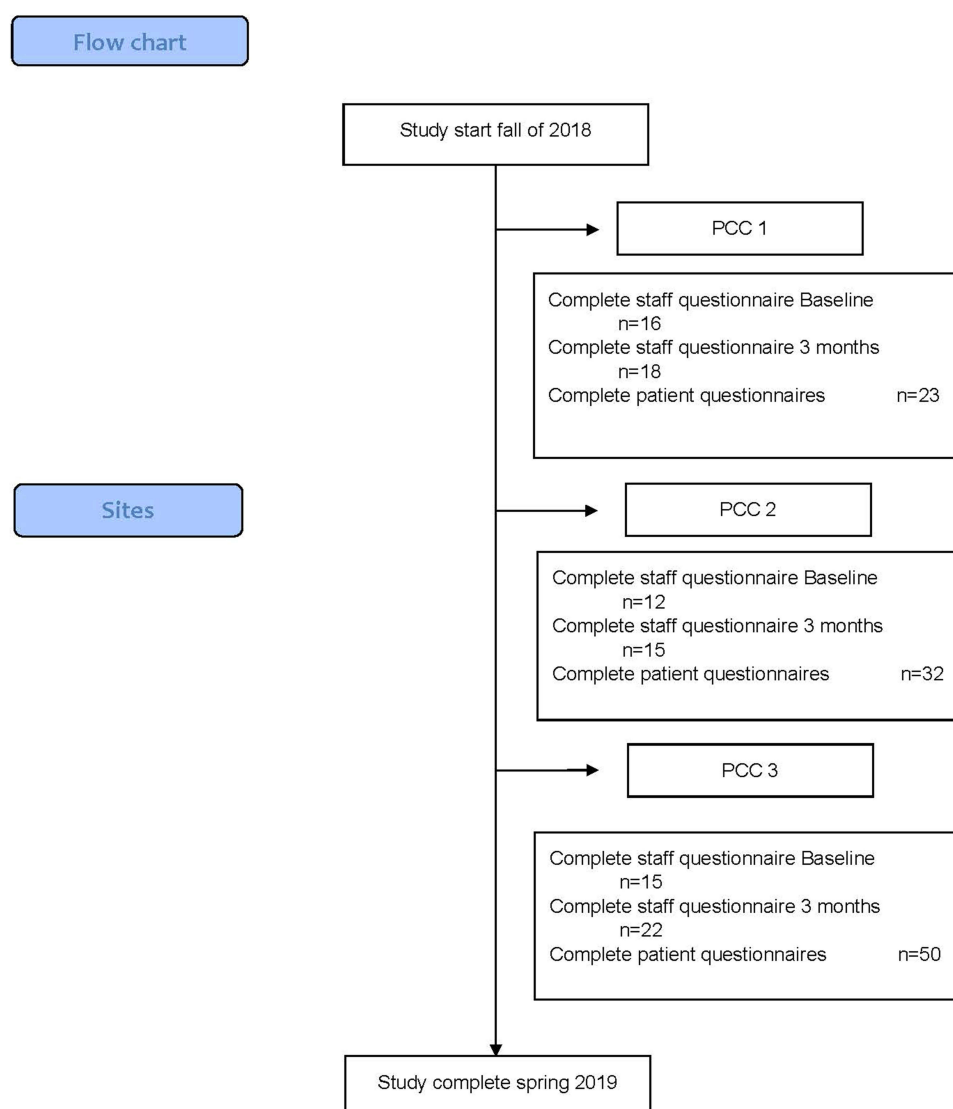 Flow chart
Study start fall of 2018
PCC 1
Complete staff questionnaire Baseline
n=16
Complete staff questionnaire 3 months
n=18
Complete patient questionnaires n=23
Sites
PCC 2
Complete staff questionnaire Baseline
n=12
Complete staff questionnaire 3 months
n=15
Complete patient questionnaires n=32
PCC 3
Complete staff questionnaire Baseline
n=15
Complete staff questionnaire 3 months
n=22
Complete patient questionnaires n=50
Study complete spring 2019